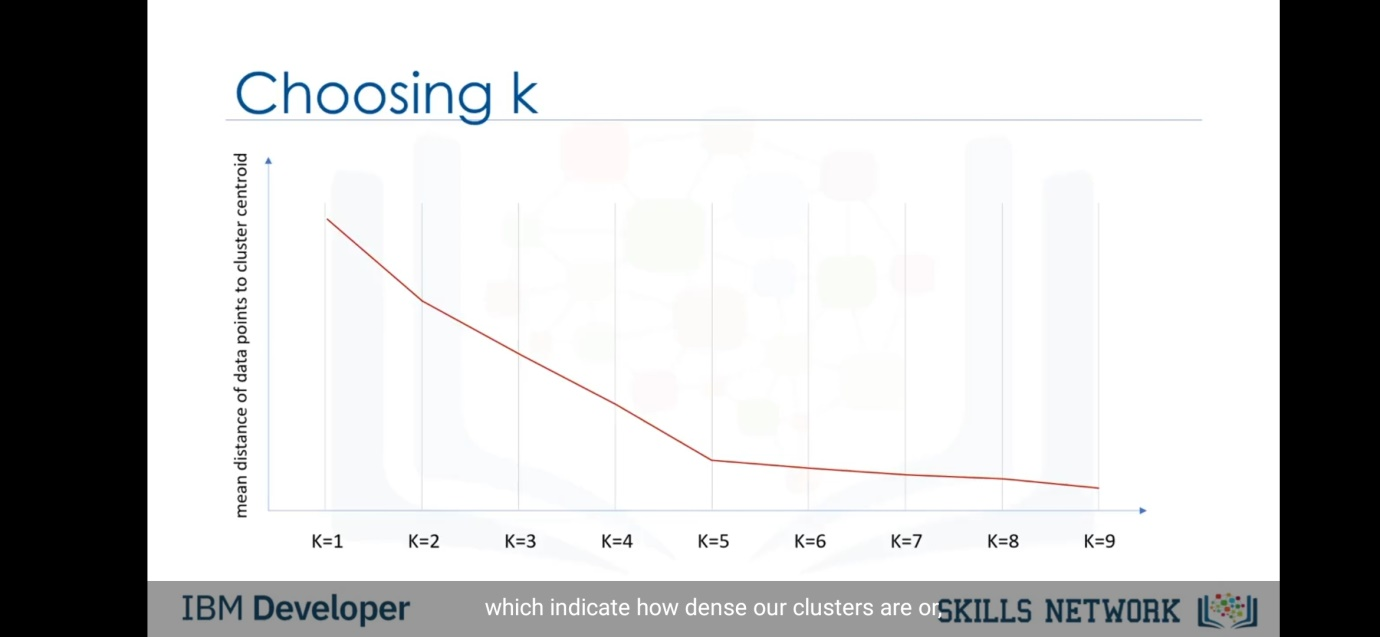 Choosing k
mean distance of data points to cluster centroid
K=1 K=2 K=3 K=4 K=5 K=6 K=7 K=8 K=9
IBM Developer
which indicate how dense our clusters are or,
SKILLS NETWORK